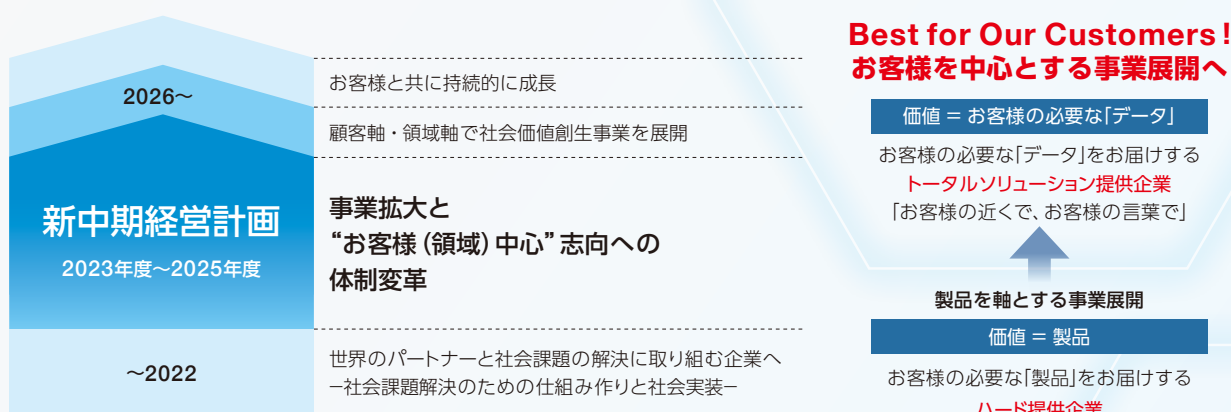 2026~
お客様と共に持続的に成長
顧客軸・領域軸で社会価値創生事業を展開
新中期経営計画
2023年度~2025年度
事業拡大と
“お客様(領域)中心”志向への
体制変革
~2022
世界のパートナーと社会課題の解決に取り組む企業へ
-社会課題解決のための仕組み作りと社会実装-
Best for Our Customers!
お客様を中心とする事業展開へ
価値 = お客様の必要な「データ」
お客様の必要な「データ」をお届けする
トータルソリューション提供企業
「お客様の近くで、お客様の言葉で」
製品を軸とする事業展開
価値 = 製品
お客様の必要な「製品」をお届けする
ハード提供企業